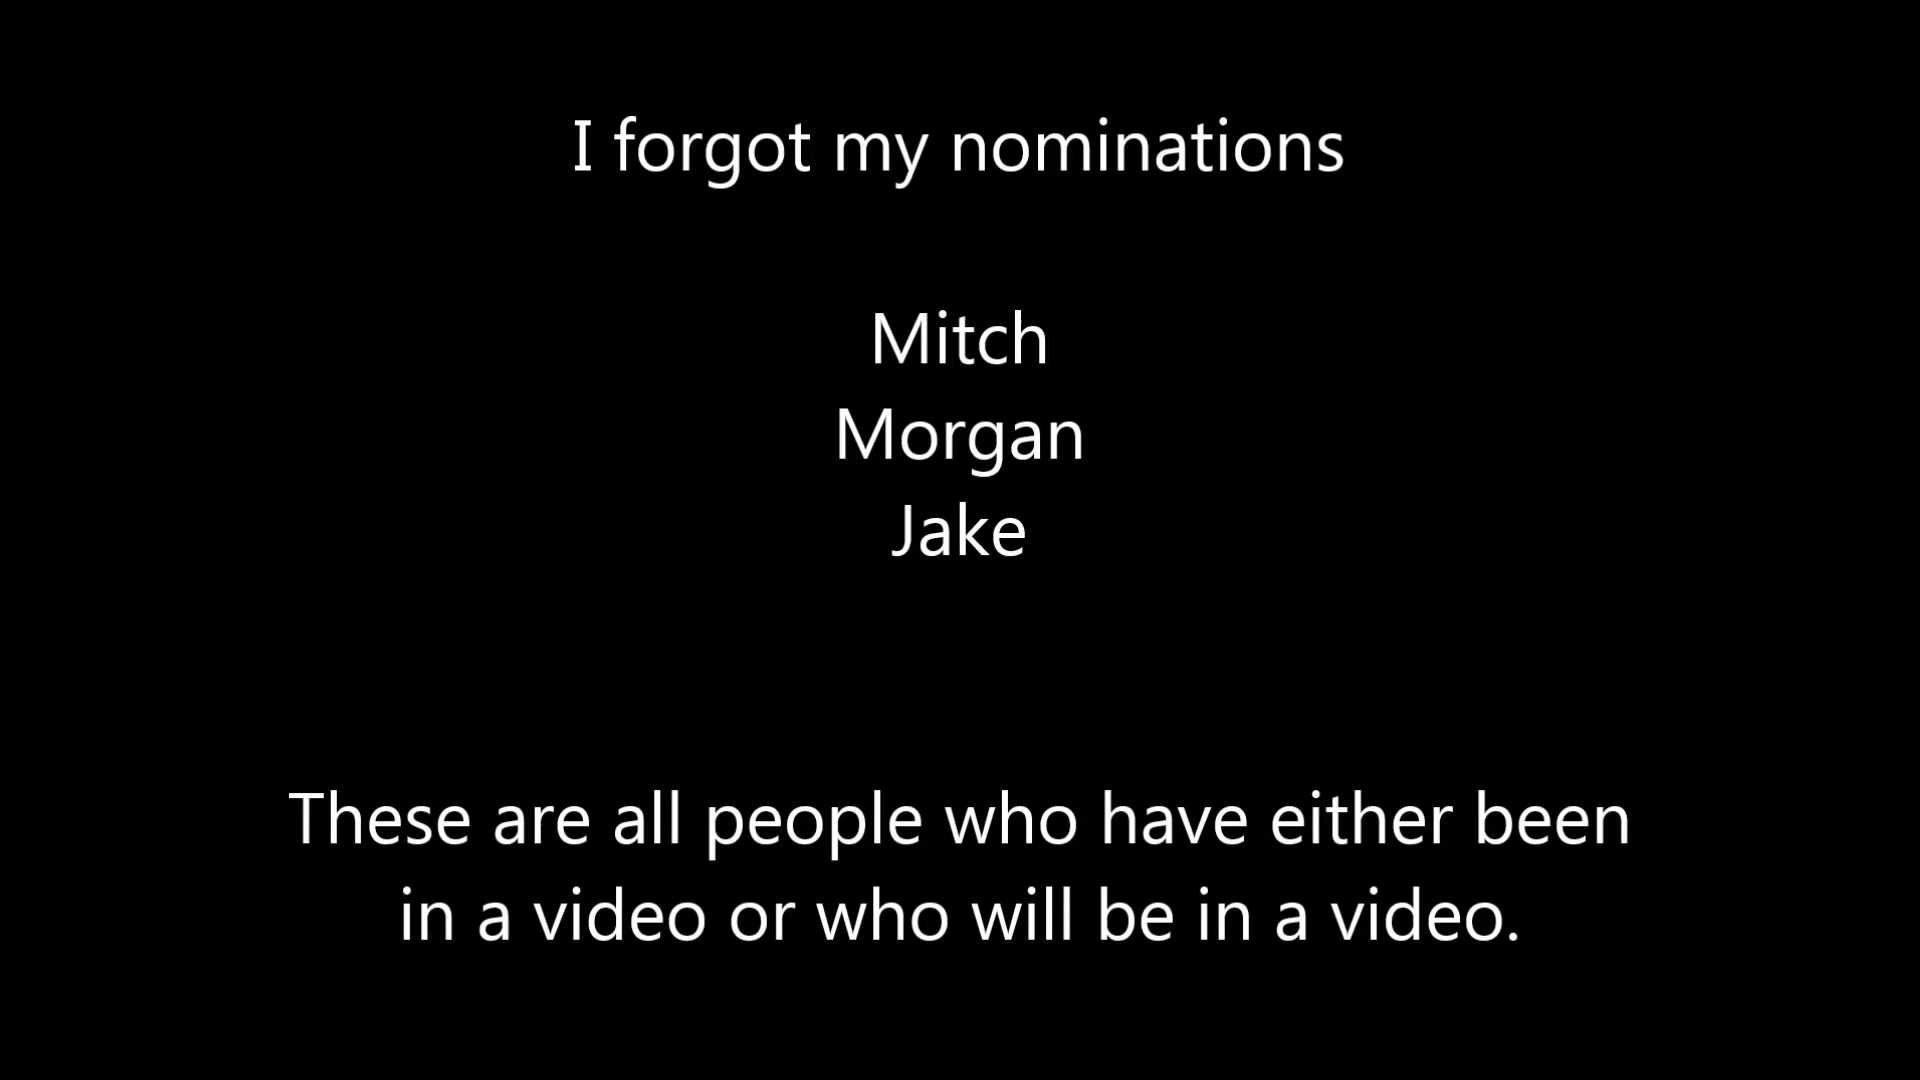 I forgot my nominations
Mitch
Morgan
Jake
These are all people who have either been
in a video or who will be in a video.